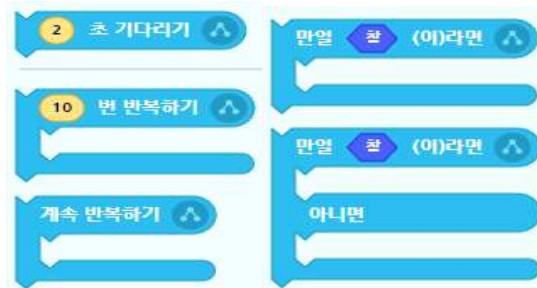 2 초 기다리기
10 번 반복하기
계속 반복하기
만일 참 (이)라면
만일 참 (이)라면
아니면